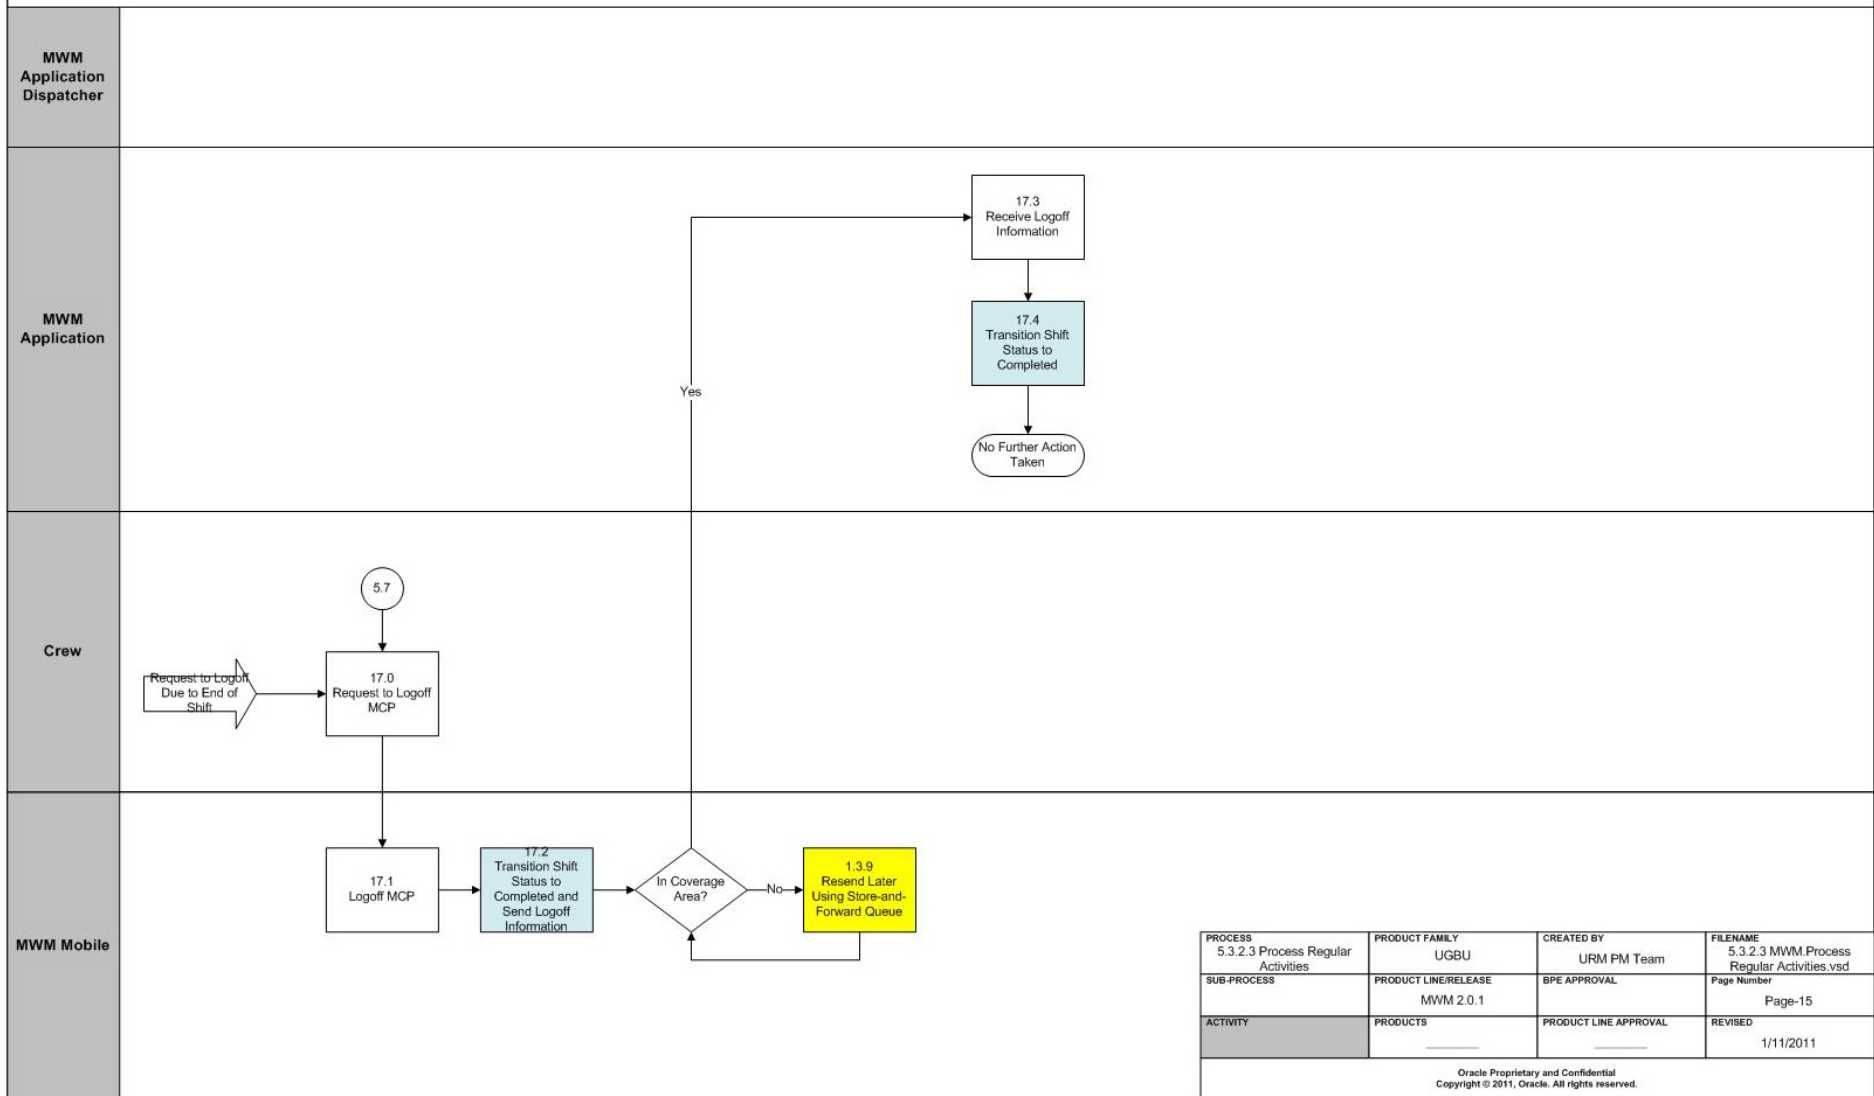 MWM
Application
Dispatcher
MWM
Application
17.3
Receive Logoff
Information
17.4
Transition Shift
Status to
Completed
Yes
No Further Action
Taken
Crew
5.7
Request to Logoff
Due to End of
Shift
17.0
Request to Logoff
MCP
MWM Mobile
17.1
Logoff MCP
17.2
Transition Shift
Status to
Completed and
Send Logoff
Information
In Coverage
Area?
No
1.3.9
Resend Later
Using Store-and-
Forward Queue
PROCESS
5.3.2.3 Process Regular
Activities
PRODUCT FAMILY
UGBU
CREATED BY
URM PM Team
FILENAME
5.3.2.3 MWM.Process
Regular Activities.vsd
SUB-PROCESS
PRODUCT LINE/RELEASE
MWM 2.0.1
BPE APPROVAL
Page Number
Page-15
ACTIVITY
PRODUCTS
PRODUCT LINE APPROVAL
REVISED
1/11/2011
Oracle Proprietary and Confidential
Copyright © 2011, Oracle. All rights reserved.